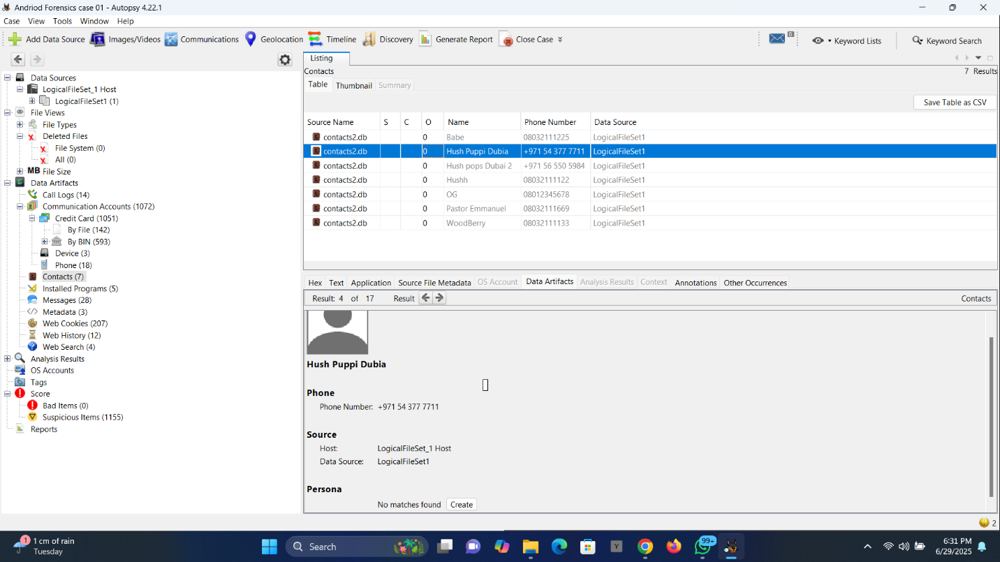 Andriod Forensics case 01 - Autopsy 4.22.1
Case View Tools Window Help
Add Data Source Images/Videos Communications Geolocation Timeline Discovery Generate Report Close Case Keyword Lists Keyword Search
Listing
Contacts 7 Results
Table Thumbnail Summary
Save Table as CSV
Source Name S C O Name Phone Number Data Source
contacts2.db 0 Babe 08032111225 LogicalFileSet1
contacts2.db 0 Hush Puppi Dubia +971 54 377 7711 LogicalFileSet1
contacts2.db 0 Hush pops Dubai 2 +971 56 550 5984 LogicalFileSet1
contacts2.db 0 Hushh 08032111122 LogicalFileSet1
contacts2.db 0 OG 08012345678 LogicalFileSet1
contacts2.db 0 Pastor Emmanuel 08032111669 LogicalFileSet1
contacts2.db 0 WoodBerry 08032111133 LogicalFileSet1
Data Sources
LogicalFileSet_1 Host
LogicalFileSet1 (1)
File Views
File Types
Deleted Files
File System (0)
All (0)
MB File Size
Data Artifacts
Call Logs (14)
Communication Accounts (1072)
Credit Card (1051)
By File (142)
By BIN (593)
Device (3)
Phone (18)
Contacts (7)
Installed Programs (5)
Messages (28)
Metadata (3)
Web Cookies (207)
Web History (12)
Web Search (4)
Analysis Results
OS Accounts
Tags
Score
Bad Items (0)
Suspicious Items (1155)
Reports
Hex Text Application Source File Metadata OS Account Data Artifacts Analysis Results Context Annotations Other Occurrences
Result: 4 of 17 Result Contacts
Hush Puppi Dubia
Phone
Phone Number: +971 54 377 7711
Source
Host: LogicalFileSet_1 Host
Data Source: LogicalFileSet1
Persona
No matches found Create
2
1
1 cm of rain
Tuesday
Search
99+
6:31 PM
6/29/2025